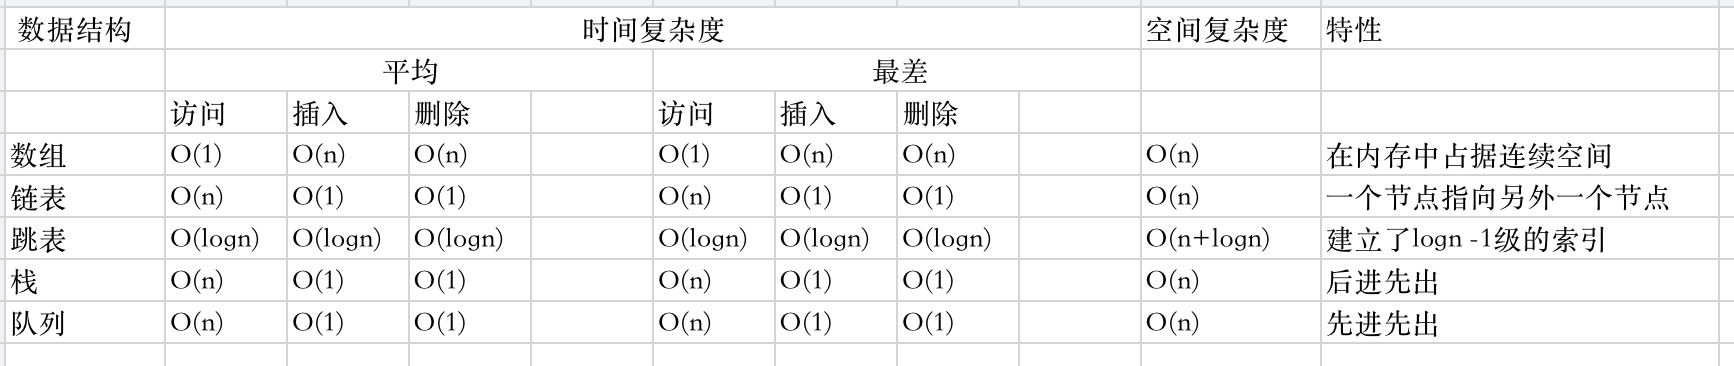 数据结构 时间复杂度 空间复杂度 特性
平均 最差
访问 插入 删除 访问 插入 删除
数组 O(1) O(n) O(n) O(1) O(n) O(n) O(n) 在内存中占据连续空间
链表 O(n) O(1) O(1) O(n) O(1) O(1) O(n) 一个节点指向另外一个节点
跳表 O(logn) O(logn) O(logn) O(logn) O(logn) O(logn) O(n+logn) 建立了logn -1级的索引
栈 O(n) O(1) O(1) O(n) O(1) O(1) O(n) 后进先出
队列 O(n) O(1) O(1) O(n) O(1) O(1) O(n) 先进先出